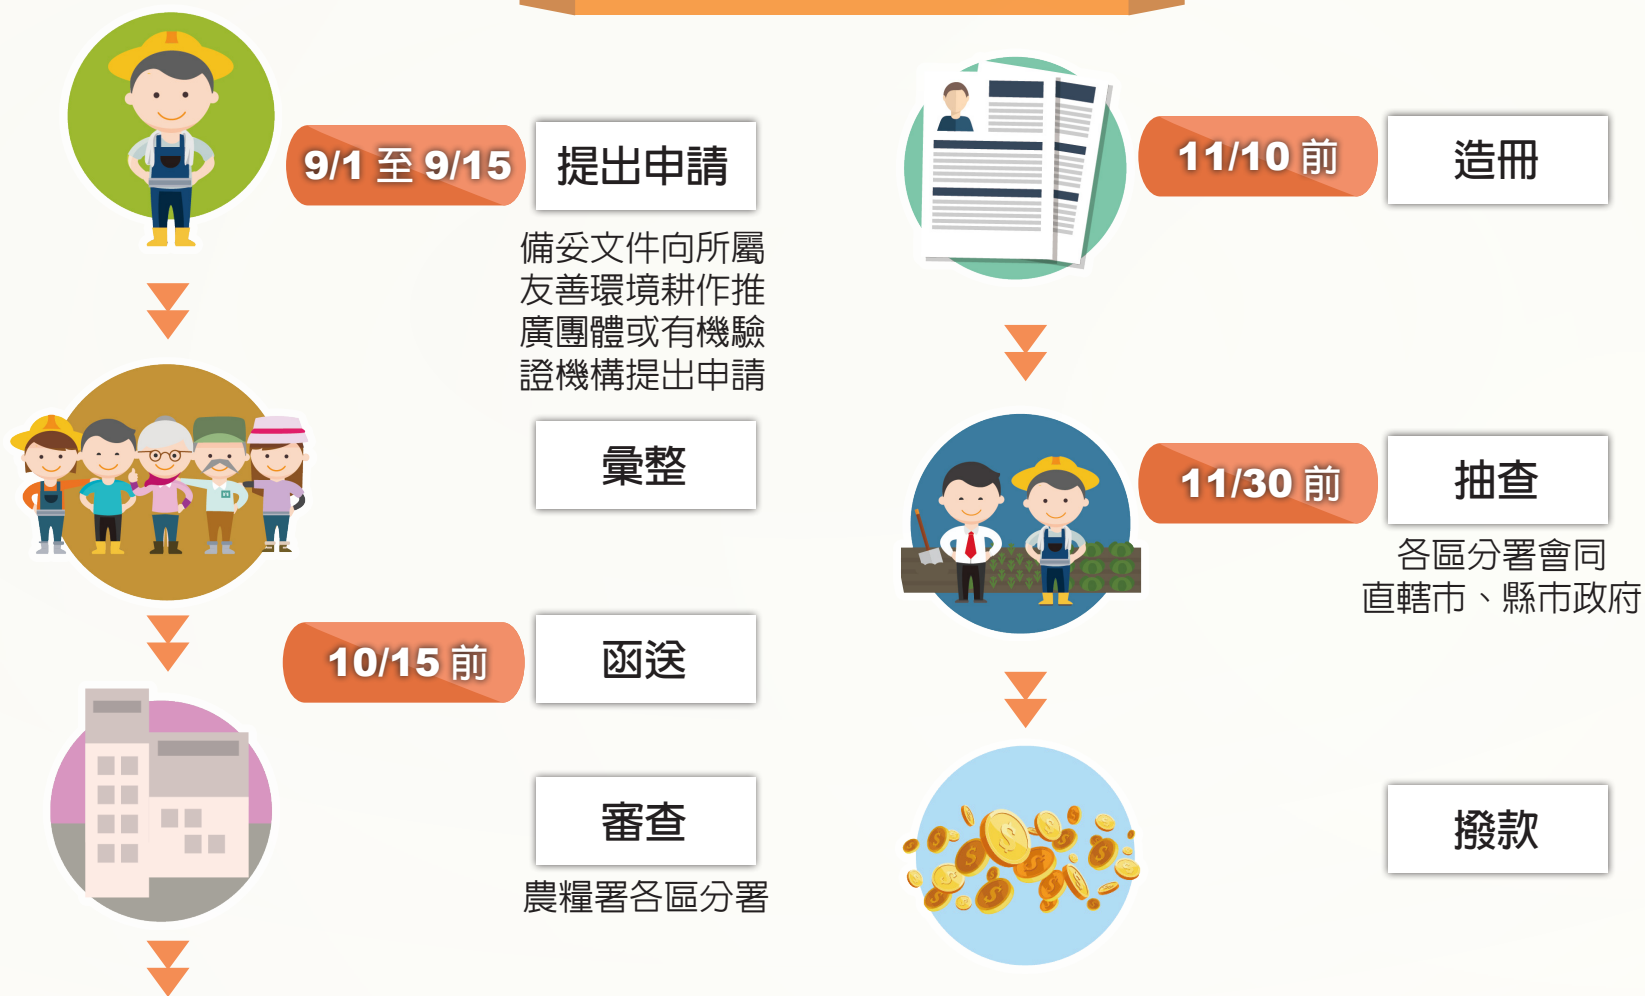 9/1 至 9/15
提出申請
備妥文件向所屬
友善環境耕作推
廣團體或有機驗
證機構提出申請
彙整
10/15 前
函送
審查
農糧署各區分署
11/10 前
造冊
11/30 前
抽查
各區分署會同
直轄市、縣市政府
撥款